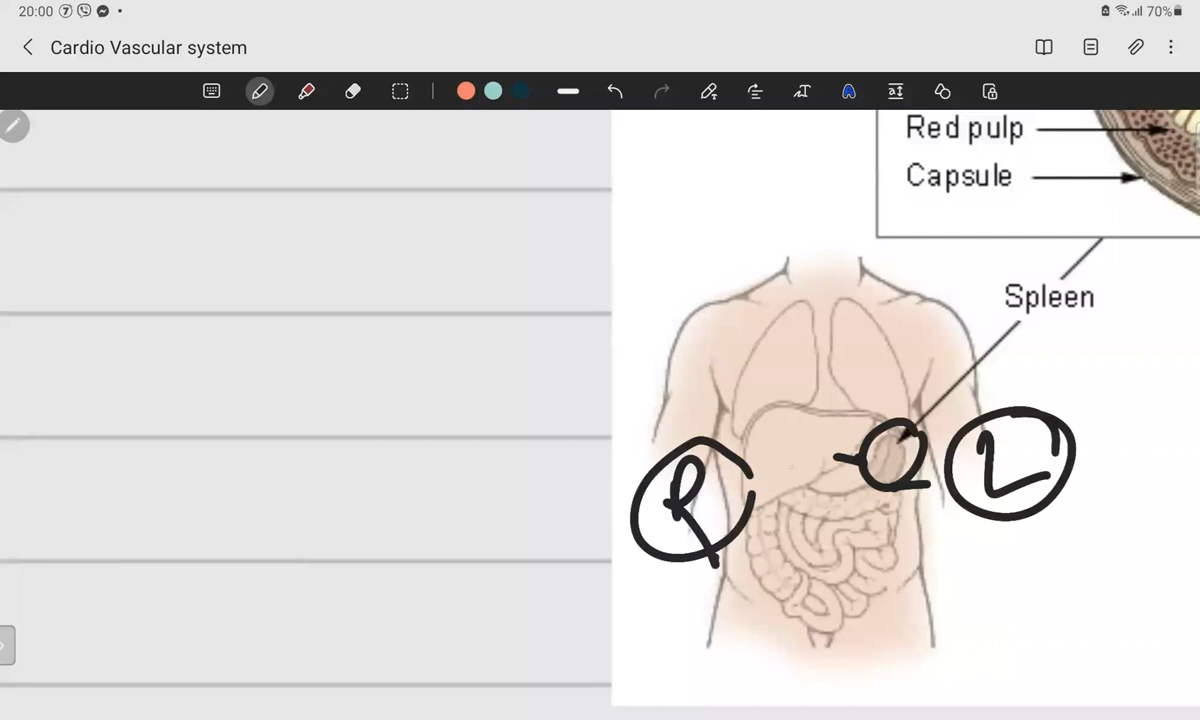 20:00
70%
Cardio Vascular system
Red pulp
Capsule
Spleen
R
L